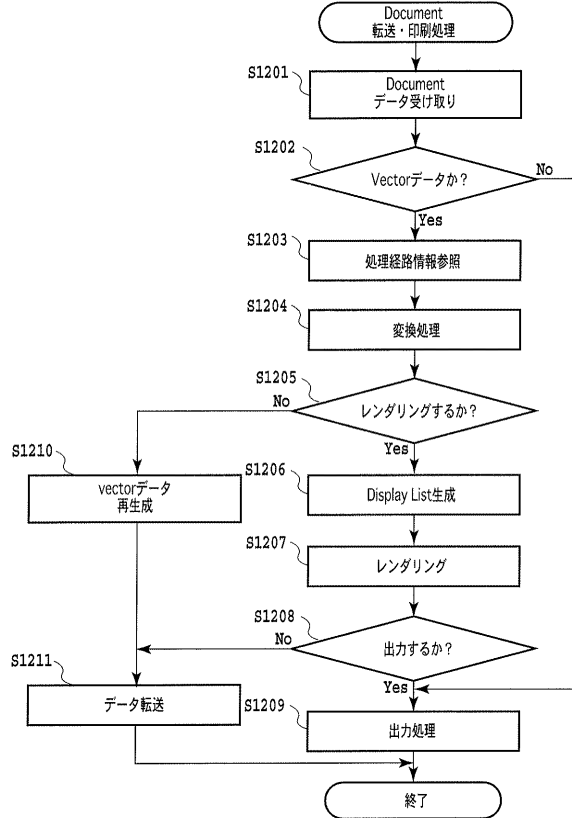 Document
転送・印刷処理
S1201
Document
データ受け取り
S1202
Vectorデータか？
No
Yes
S1203
処理経路情報参照
S1204
変換処理
S1205
No
レンダリングするか？
Yes
S1210
vectorデータ
再生成
S1206
Display List生成
S1207
レンダリング
S1208
No
出力するか？
Yes
S1211
データ転送
S1209
出力処理
終了